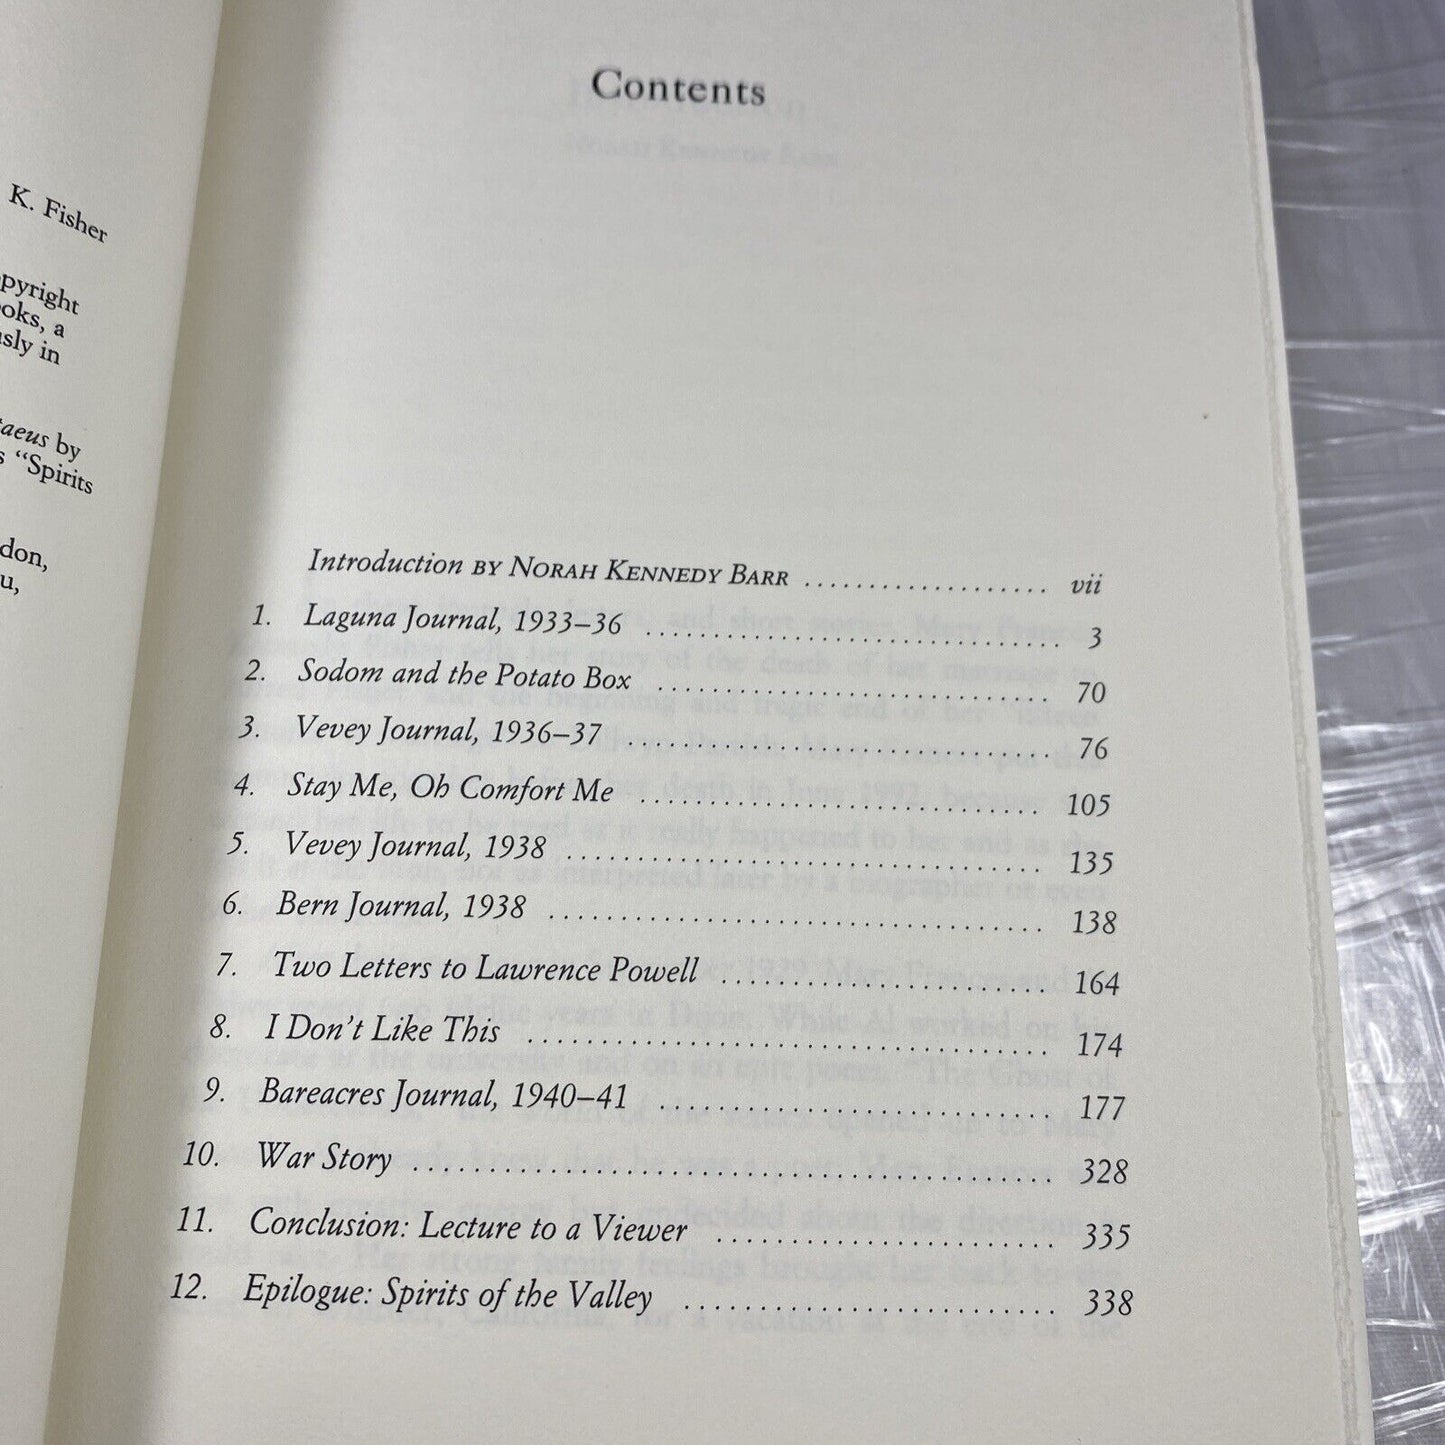 K. Fisher
pyright
oks, a
sly in
taeus by
s "Spirits
don,
u,
Contents
Introduction BY NORAH KENNEDY BARR .................... vii
1. Laguna Journal, 1933–36 .................... 3
2. Sodom and the Potato Box .................... 70
3. Vevey Journal, 1936–37 .................... 76
4. Stay Me, Oh Comfort Me .................... 105
5. Vevey Journal, 1938 .................... 135
6. Bern Journal, 1938 .................... 138
7. Two Letters to Lawrence Powell .................... 164
8. I Don't Like This .................... 174
9. Bareacres Journal, 1940–41 .................... 177
10. War Story .................... 328
11. Conclusion: Lecture to a Viewer .................... 335
12. Epilogue: Spirits of the Valley .................... 338